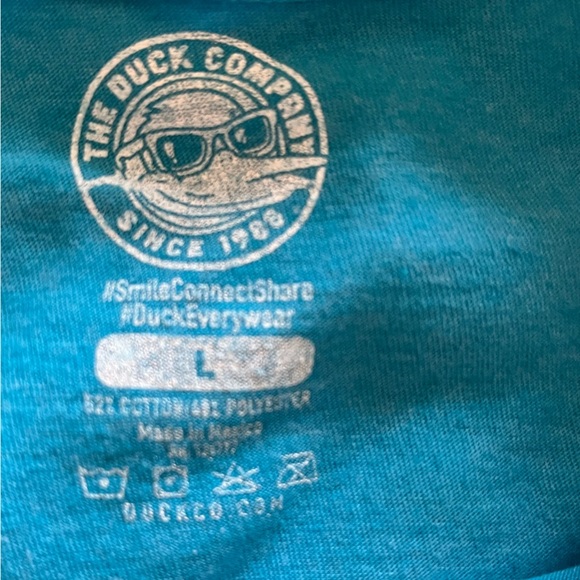 THE DUCK COMPANY
SINCE 1988
#SmileConnectShare
#DuckEverywear
L
52% COTTON/48% POLYESTER
Made in Mexico
DUCKCO.COM